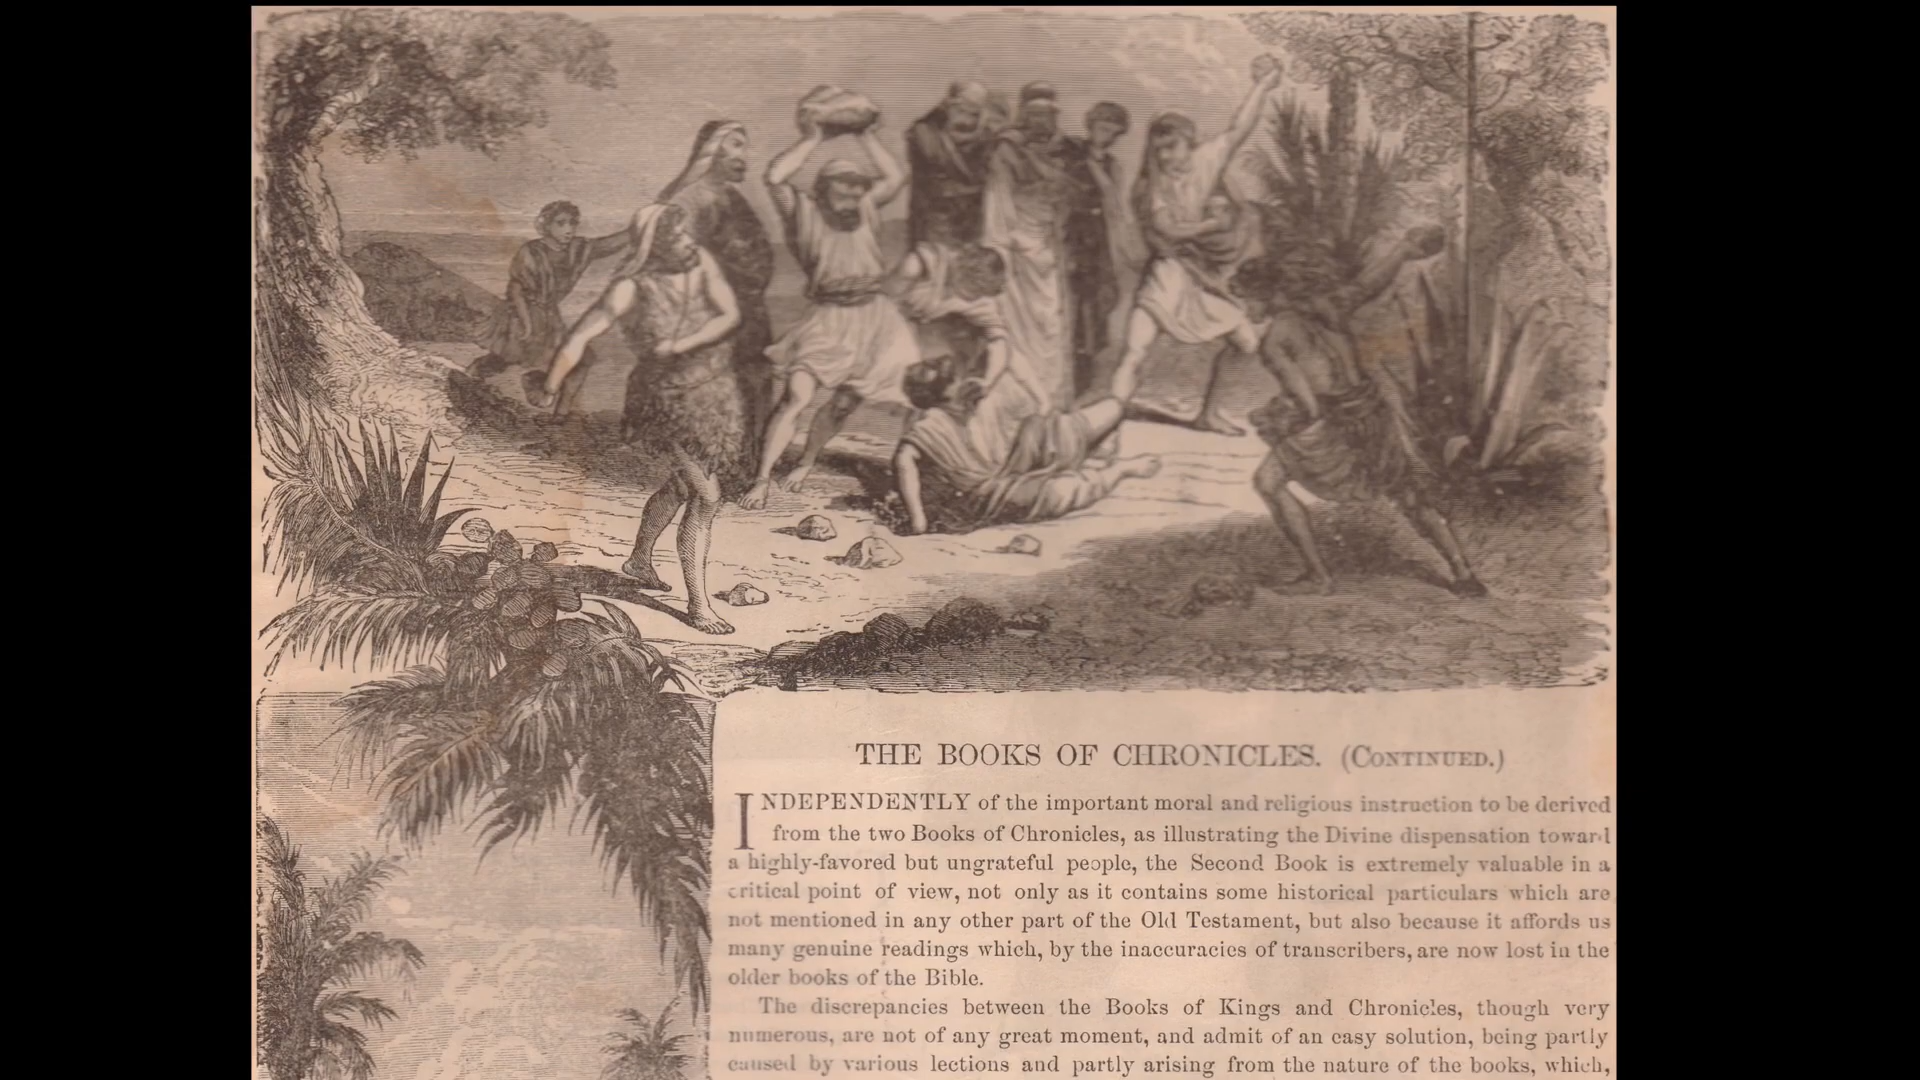 THE BOOKS OF CHRONICLES. (CONTINUED.)
INDEPENDENTLY of the important moral and religious instruction to be derived
from the two Books of Chronicles, as illustrating the Divine dispensation toward
a highly-favored but ungrateful people, the Second Book is extremely valuable in a
critical point of view, not only as it contains some historical particulars which are
not mentioned in any other part of the Old Testament, but also because it affords us
many genuine readings which, by the inaccuracies of transcribers, are now lost in the
older books of the Bible.
The discrepancies between the Books of Kings and Chronicles, though very
numerous, are not of any great moment, and admit of an easy solution, being partly
caused by various lections and partly arising from the nature of the books, which,